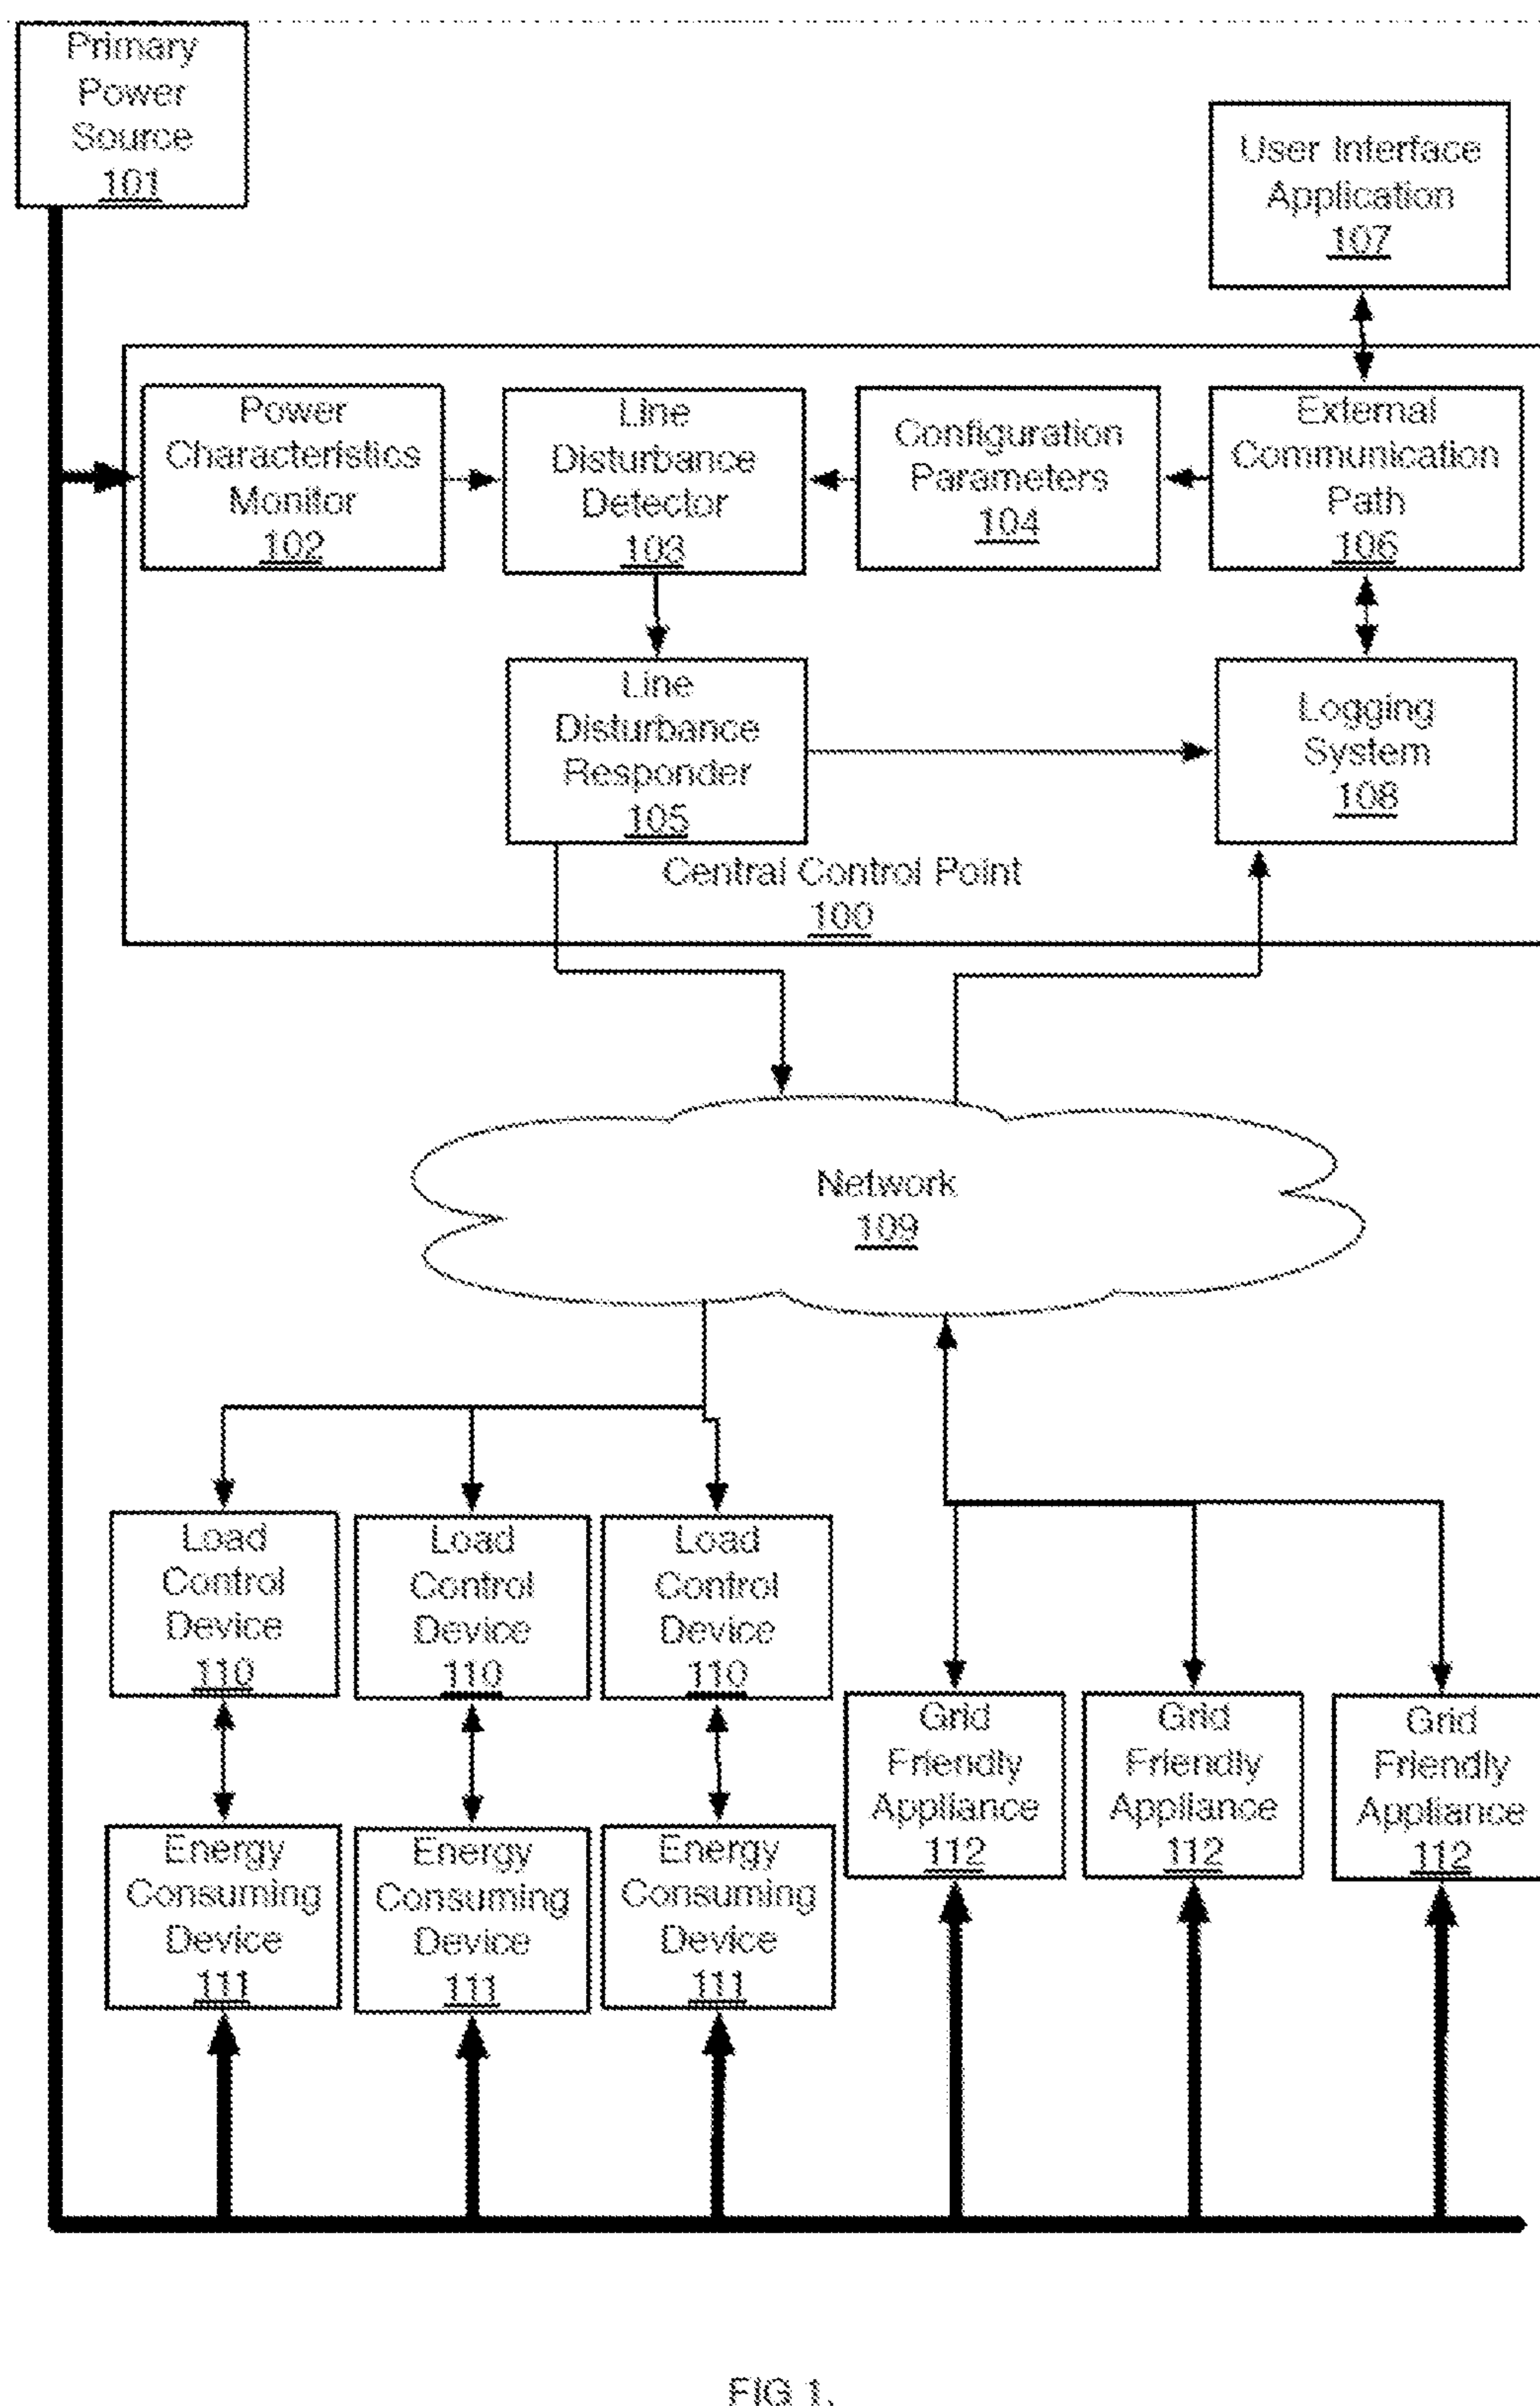 Primary
Power
Source
101
User Interface
Application
107
Power
Characteristics
Monitor
102
Line
Disturbance
Detector
103
Configuration
Parameters
104
External
Communication
Path
106
Line
Disturbance
Responder
105
Logging
System
108
Central Control Point
100
Network
109
Load
Control
Device
110
Load
Control
Device
110
Load
Control
Device
110
Grid
Friendly
Appliance
112
Grid
Friendly
Appliance
112
Grid
Friendly
Appliance
112
Energy
Consuming
Device
111
Energy
Consuming
Device
111
Energy
Consuming
Device
111
FIG 1.